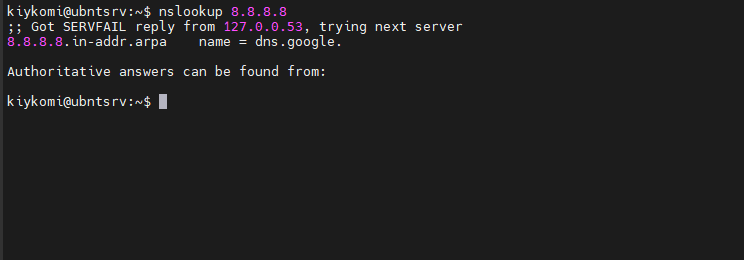 kiykomi@ubntsrv:~$ nslookup 8.8.8.8
;; Got SERVFAIL reply from 127.0.0.53, trying next server
8.8.8.8.in-addr.arpa    name = dns.google.
Authoritative answers can be found from:
kiykomi@ubntsrv:~$